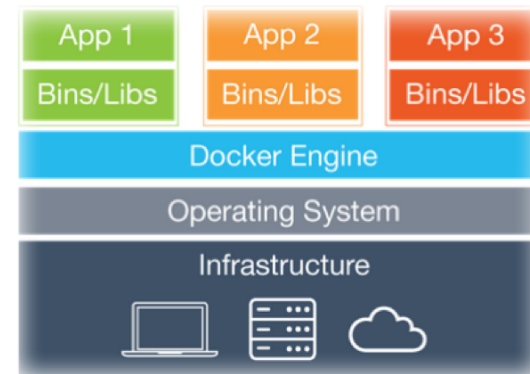 App 1 App 2 App 3
Bins/Libs Bins/Libs Bins/Libs
Docker Engine
Operating System
Infrastructure